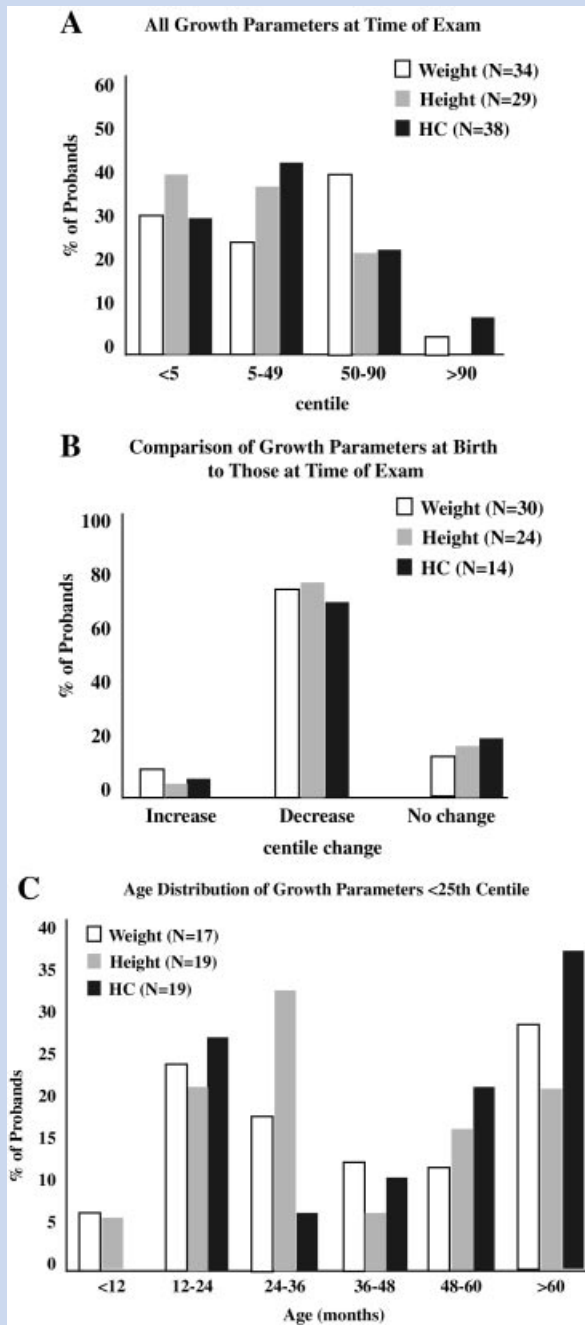 A
All Growth Parameters at Time of Exam
Weight (N=34)
Height (N=29)
HC (N=38)
% of Probands
60
50
40
30
20
10
0
<5 5-49 50-90 >90
centile
B
Comparison of Growth Parameters at Birth
to Those at Time of Exam
Weight (N=30)
Height (N=24)
HC (N=14)
% of Probands
100
80
60
40
20
0
Increase Decrease No change
centile change
C
Age Distribution of Growth Parameters <25th Centile
Weight (N=17)
Height (N=19)
HC (N=19)
% of Probands
40
35
30
25
20
15
10
5
0
<12 12-24 24-36 36-48 48-60 >60
Age (months)